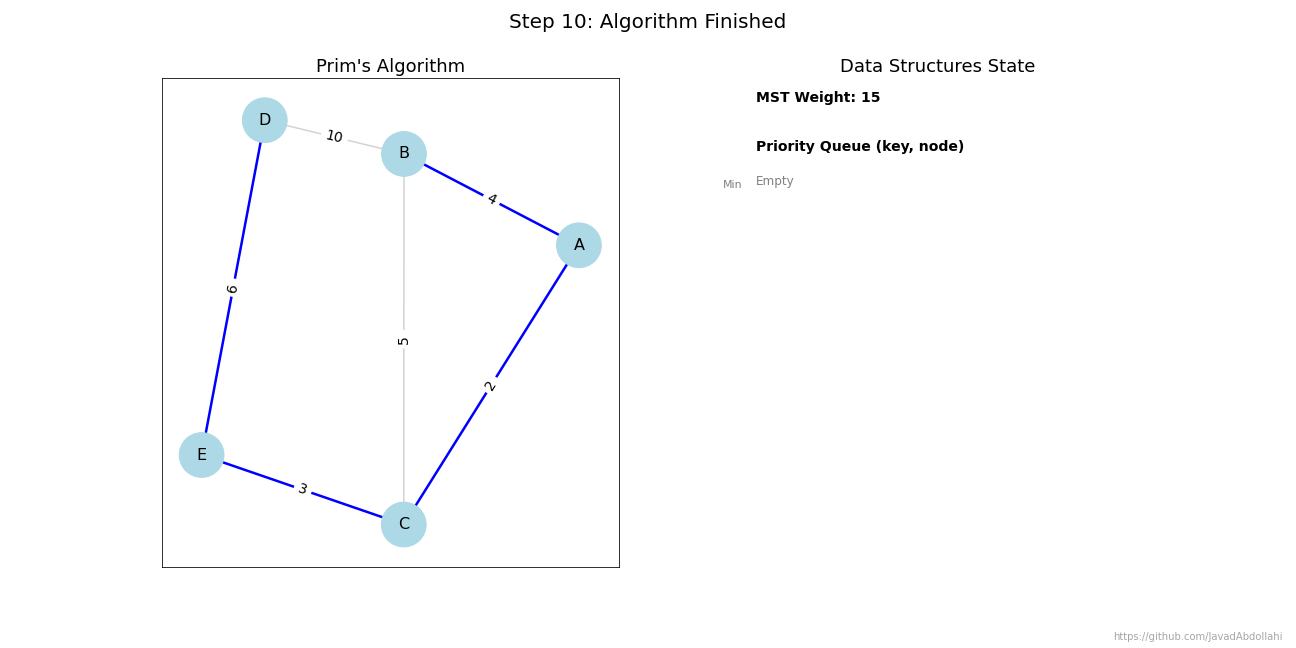 Step 10: Algorithm Finished
Prim's Algorithm
D
10
B
4
A
6
5
2
E
3
C
Data Structures State
MST Weight: 15
Priority Queue (key, node)
Min Empty
https://github.com/JavadAbdollahi